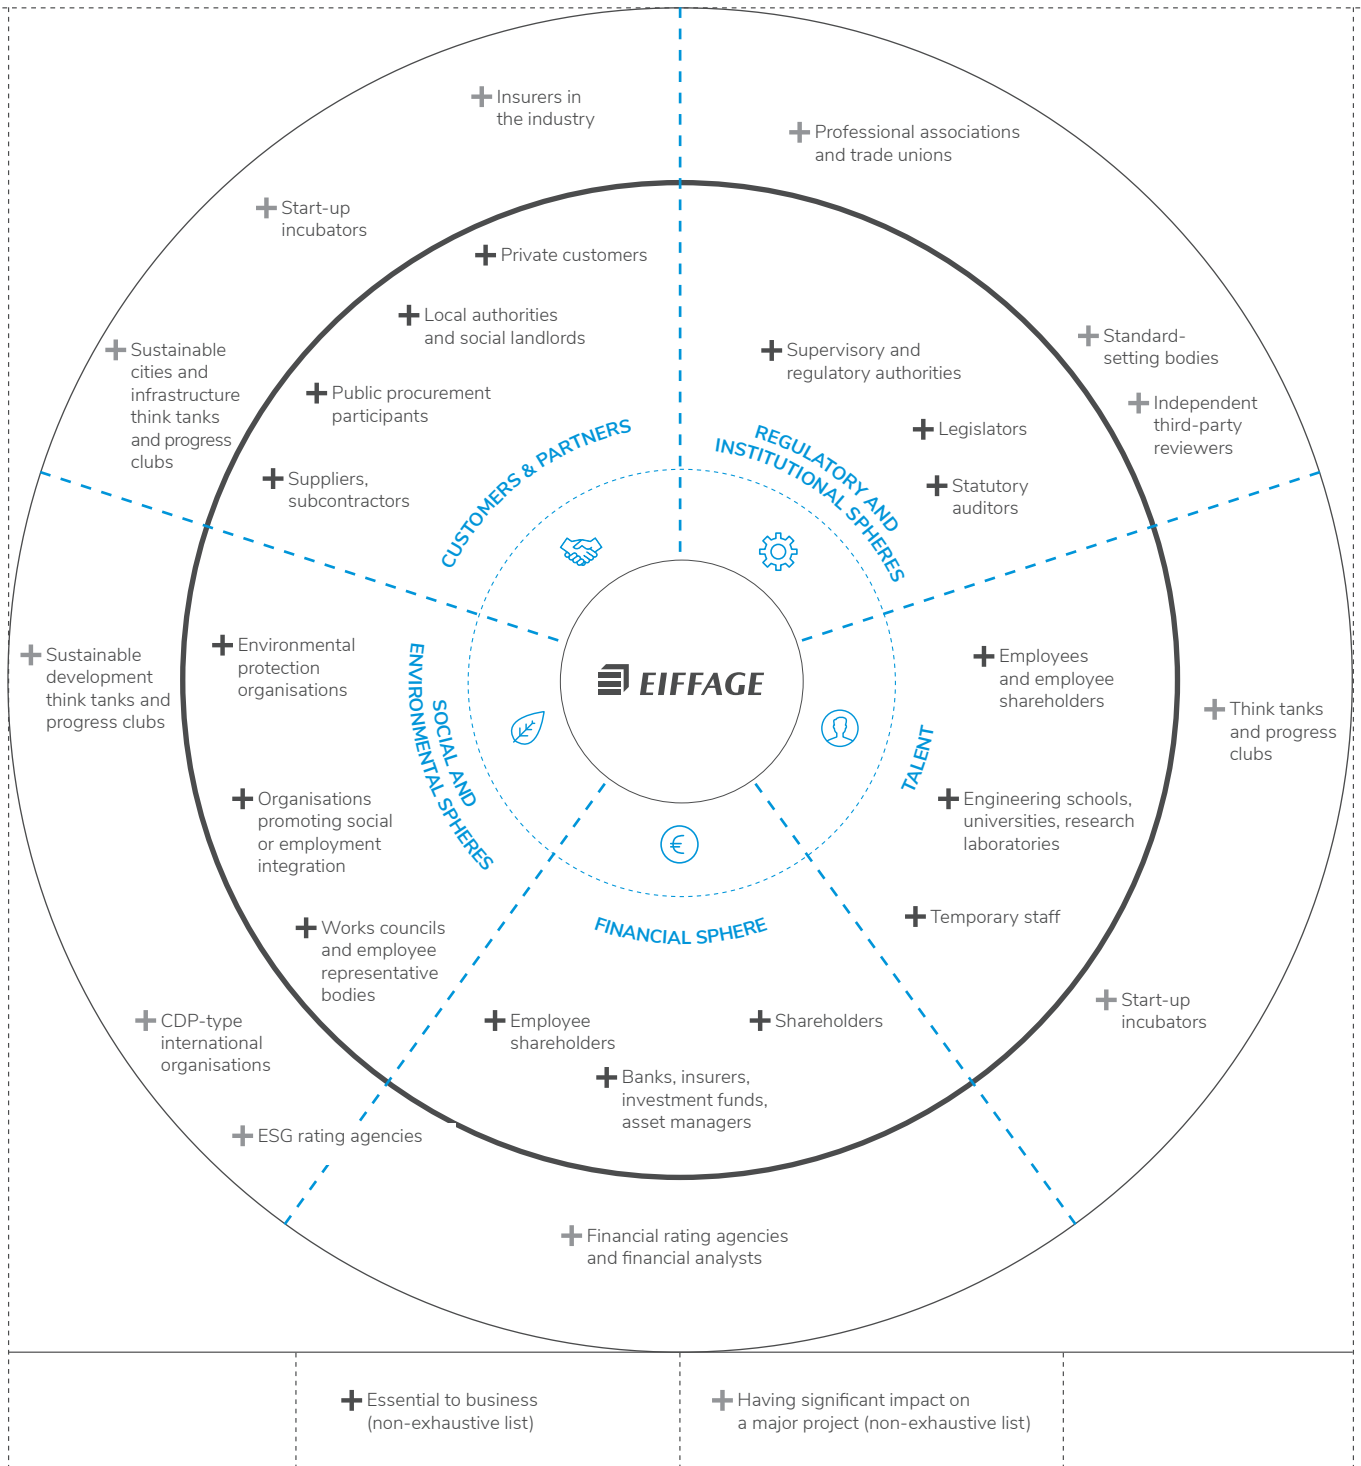 Insurers in
the industry
Start-up
incubators
Sustainable
cities and
infrastructure
think tanks
and progress
clubs
Private customers
Local authorities
and social landlords
Public procurement
participants
Suppliers,
subcontractors
CUSTOMERS & PARTNERS
Professional associations
and trade unions
Standard-
setting bodies
Independent
third-party
reviewers
Supervisory and
regulatory authorities
Legislators
Statutory
auditors
REGULATORY AND
INSTITUTIONAL SPHERES
EIFFAGE
Sustainable
development
think tanks and
progress clubs
Environmental
protection
organisations
Organisations
promoting social
or employment
integration
Works councils
and employee
representative
bodies
SOCIAL AND
ENVIRONMENTAL SPHERES
CDP-type
international
organisations
ESG rating agencies
Employees
and employee
shareholders
Think tanks
and progress
clubs
TALENT
Engineering schools,
universities, research
laboratories
Temporary staff
Start-up
incubators
FINANCIAL SPHERE
Employee
shareholders
Shareholders
Banks, insurers,
investment funds,
asset managers
Financial rating agencies
and financial analysts
Essential to business
(non-exhaustive list)
Having significant impact on
a major project (non-exhaustive list)